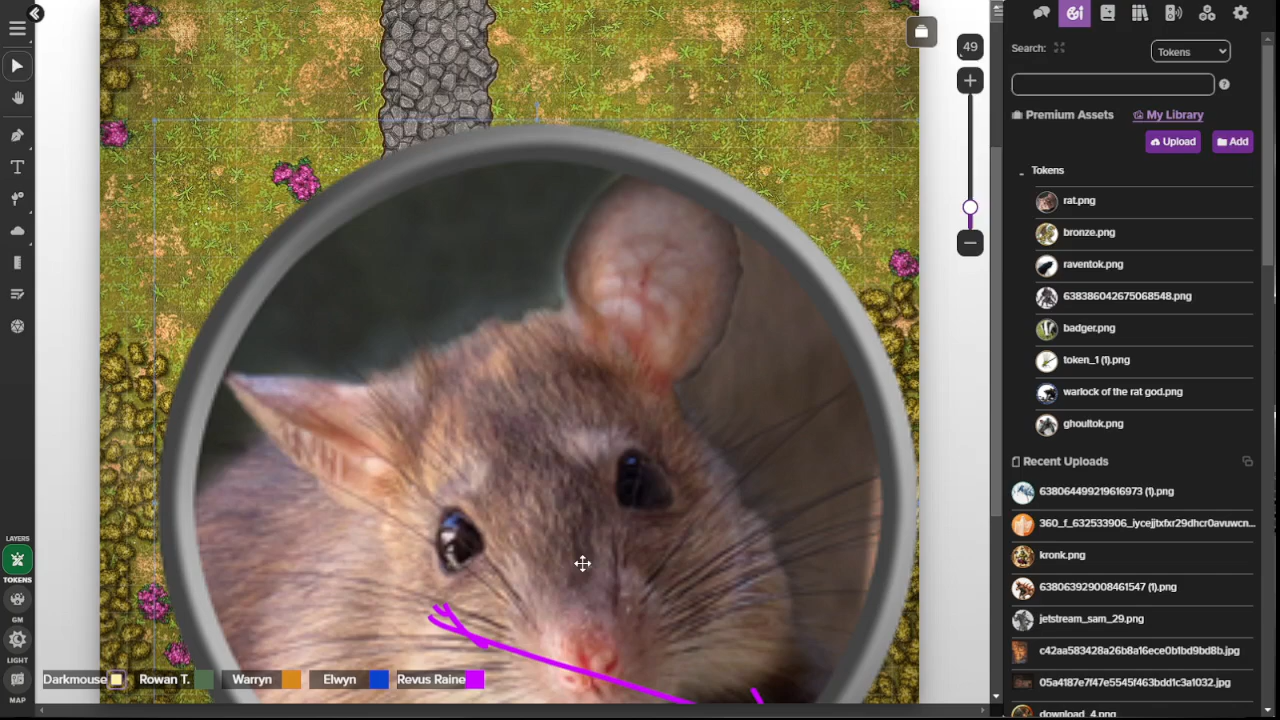 49
Search:
Tokens
Premium Assets
My Library
Upload
Add
Tokens
rat.png
bronze.png
raventok.png
638386042675068548.png
badger.png
token_1 (1).png
warlock of the rat god.png
ghoultok.png
Recent Uploads
638064499219616973 (1).png
kronk.png
638063929008461547 (1).png
jetstream_sam_29.png
05a4187e7f47e5545f463bdd1c3a1032.jpg
download_4.png
LAYERS
TOKENS
GM
LIGHT
MAP
Darkmouse
Rowan T.
Warryn
Elwyn
Revus Raine